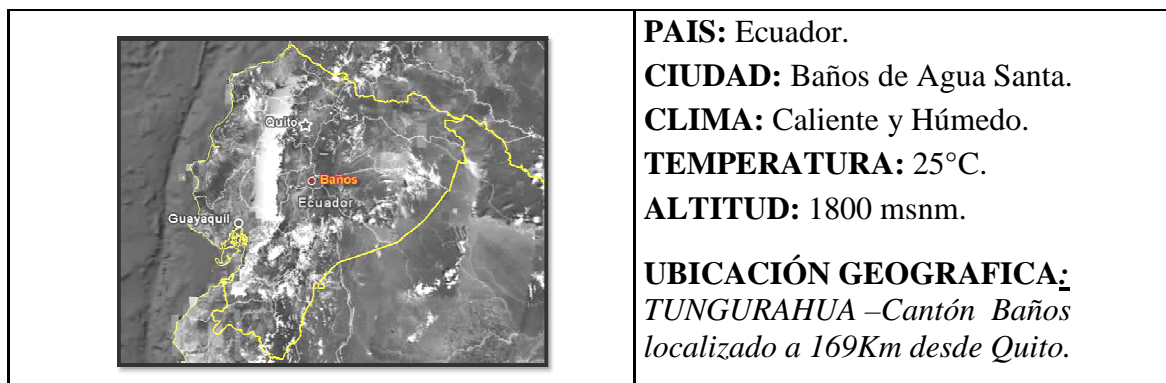 Quito
Baños
Ecuador
Guayaquil
PAIS: Ecuador.
CIUDAD: Baños de Agua Santa.
CLIMA: Caliente y Húmedo.
TEMPERATURA: 25°C.
ALTITUD: 1800 msnm.
UBICACIÓN GEOGRAFICA:
TUNGURAHUA –Cantón Baños
localizado a 169Km desde Quito.